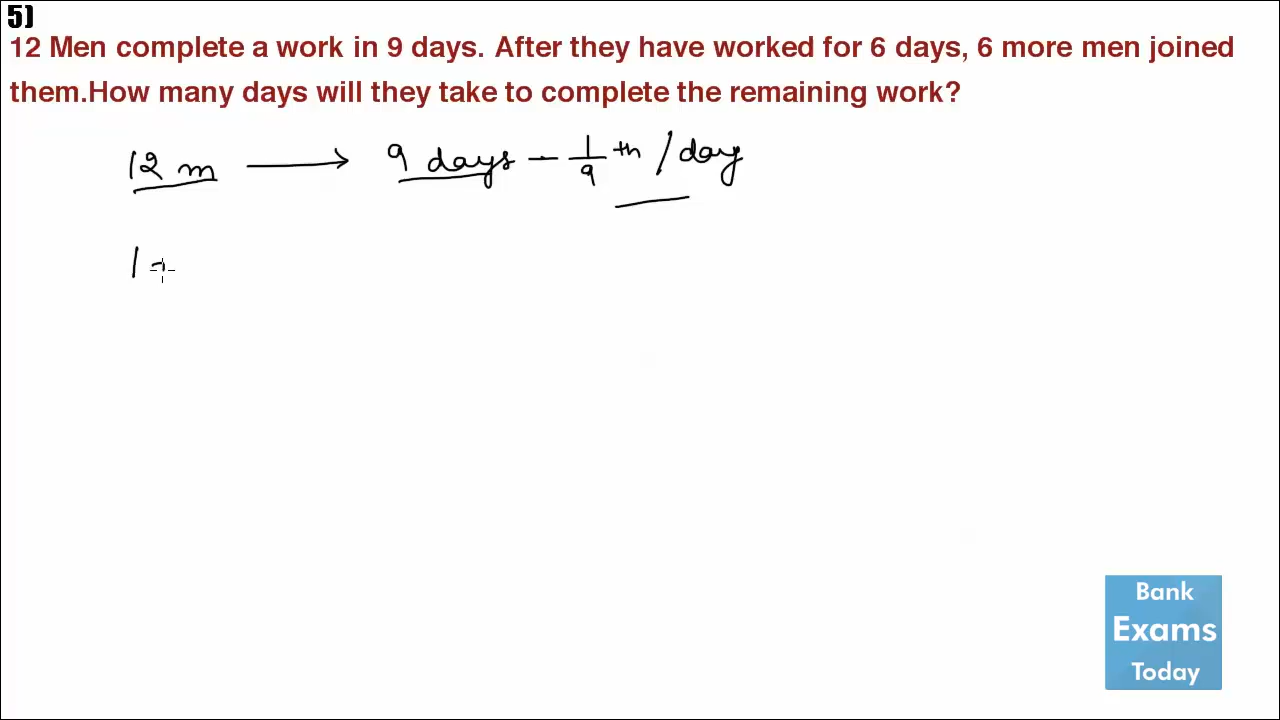 5)
12 Men complete a work in 9 days. After they have worked for 6 days, 6 more men joined
them.How many days will they take to complete the remaining work?
12 m → 9 days – 1/9 th / day
1
Bank
Exams
Today